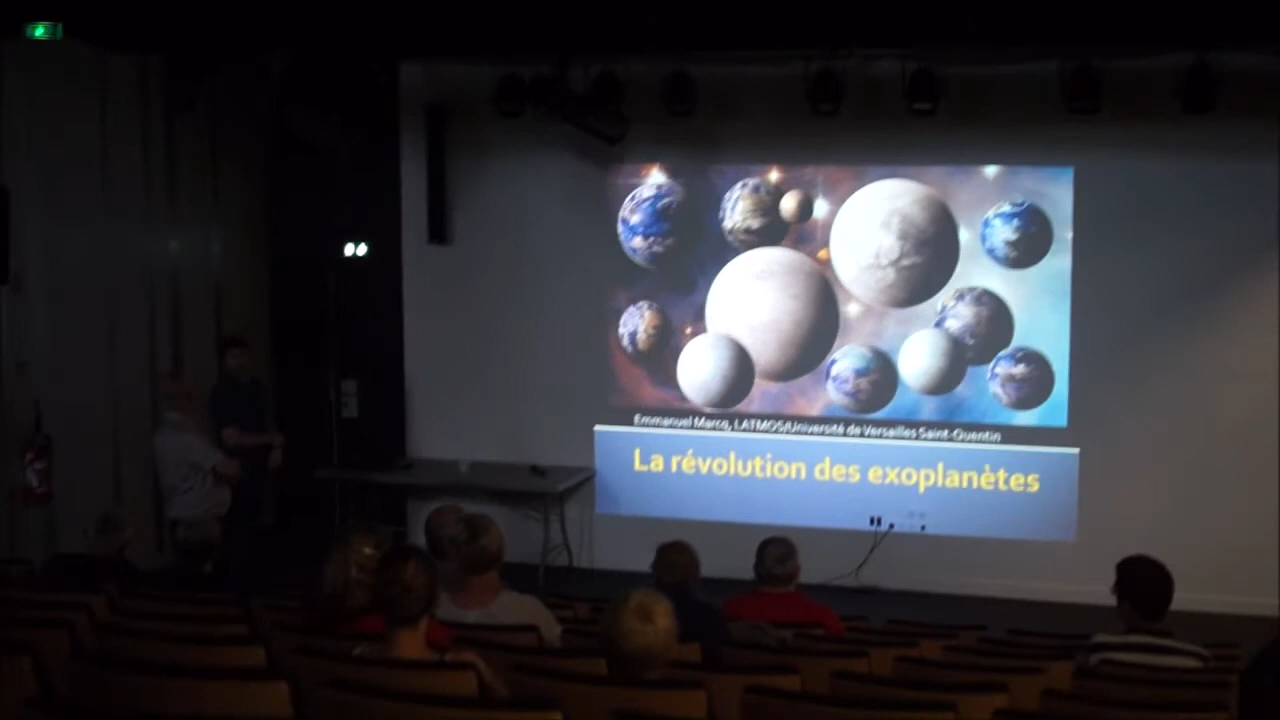 Emmanuel Marcq, LATMOS/Université de Versailles Saint-Quentin
La révolution des exoplanètes